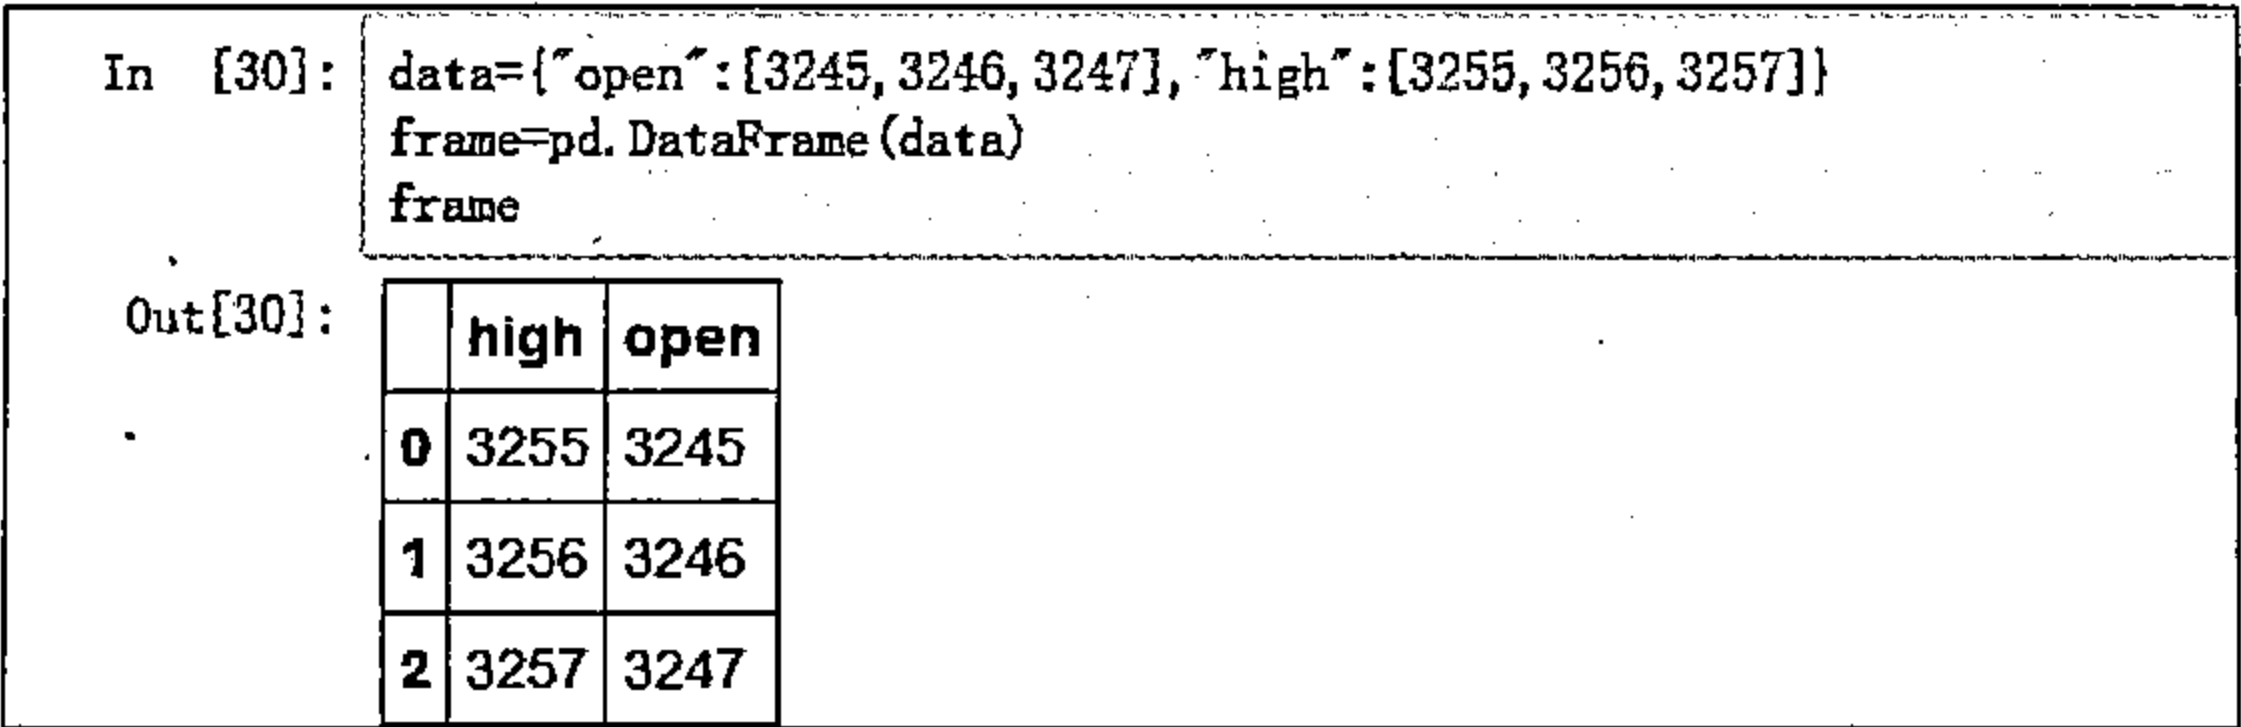 In [30]: data={"open":[3245,3246,3247],"high":[3255,3256,3257]}
frame=pd.DataFrame(data)
frame
Out[30]:
high open
0 3255 3245
1 3256 3246
2 3257 3247